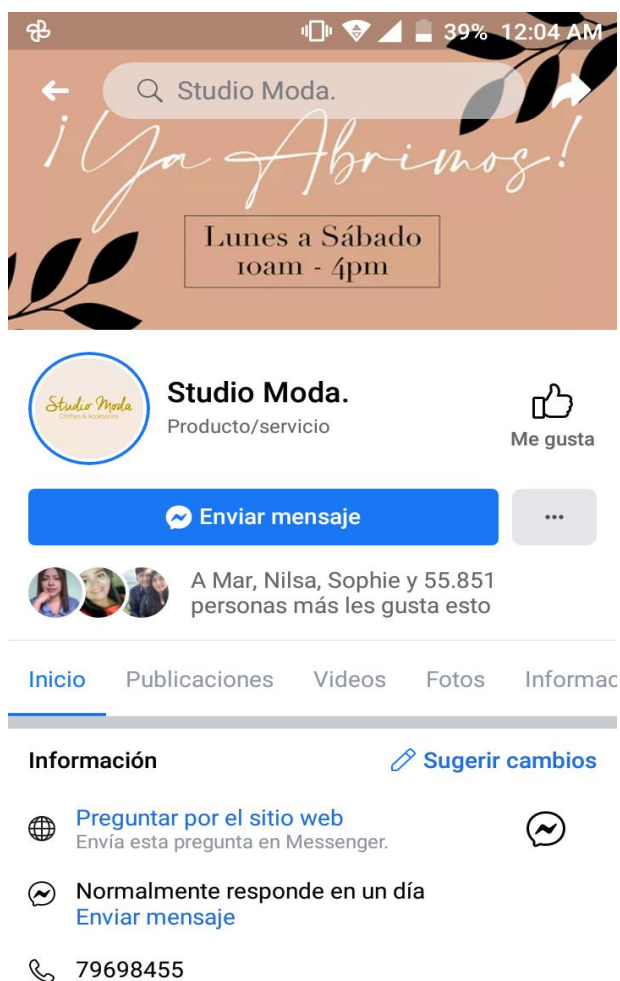 39% 12:04 AM
Studio Moda.
¡Ya Abrimos!
Lunes a Sábado
10am - 4pm
Studio Moda
Clothes & Accesories
Studio Moda.
Producto/servicio
Me gusta
Enviar mensaje
A Mar, Nilsa, Sophie y 55.851
personas más les gusta esto
Inicio Publicaciones Videos Fotos Informac
Información
Sugerir cambios
Preguntar por el sitio web
Envía esta pregunta en Messenger.
Normalmente responde en un día
Enviar mensaje
79698455